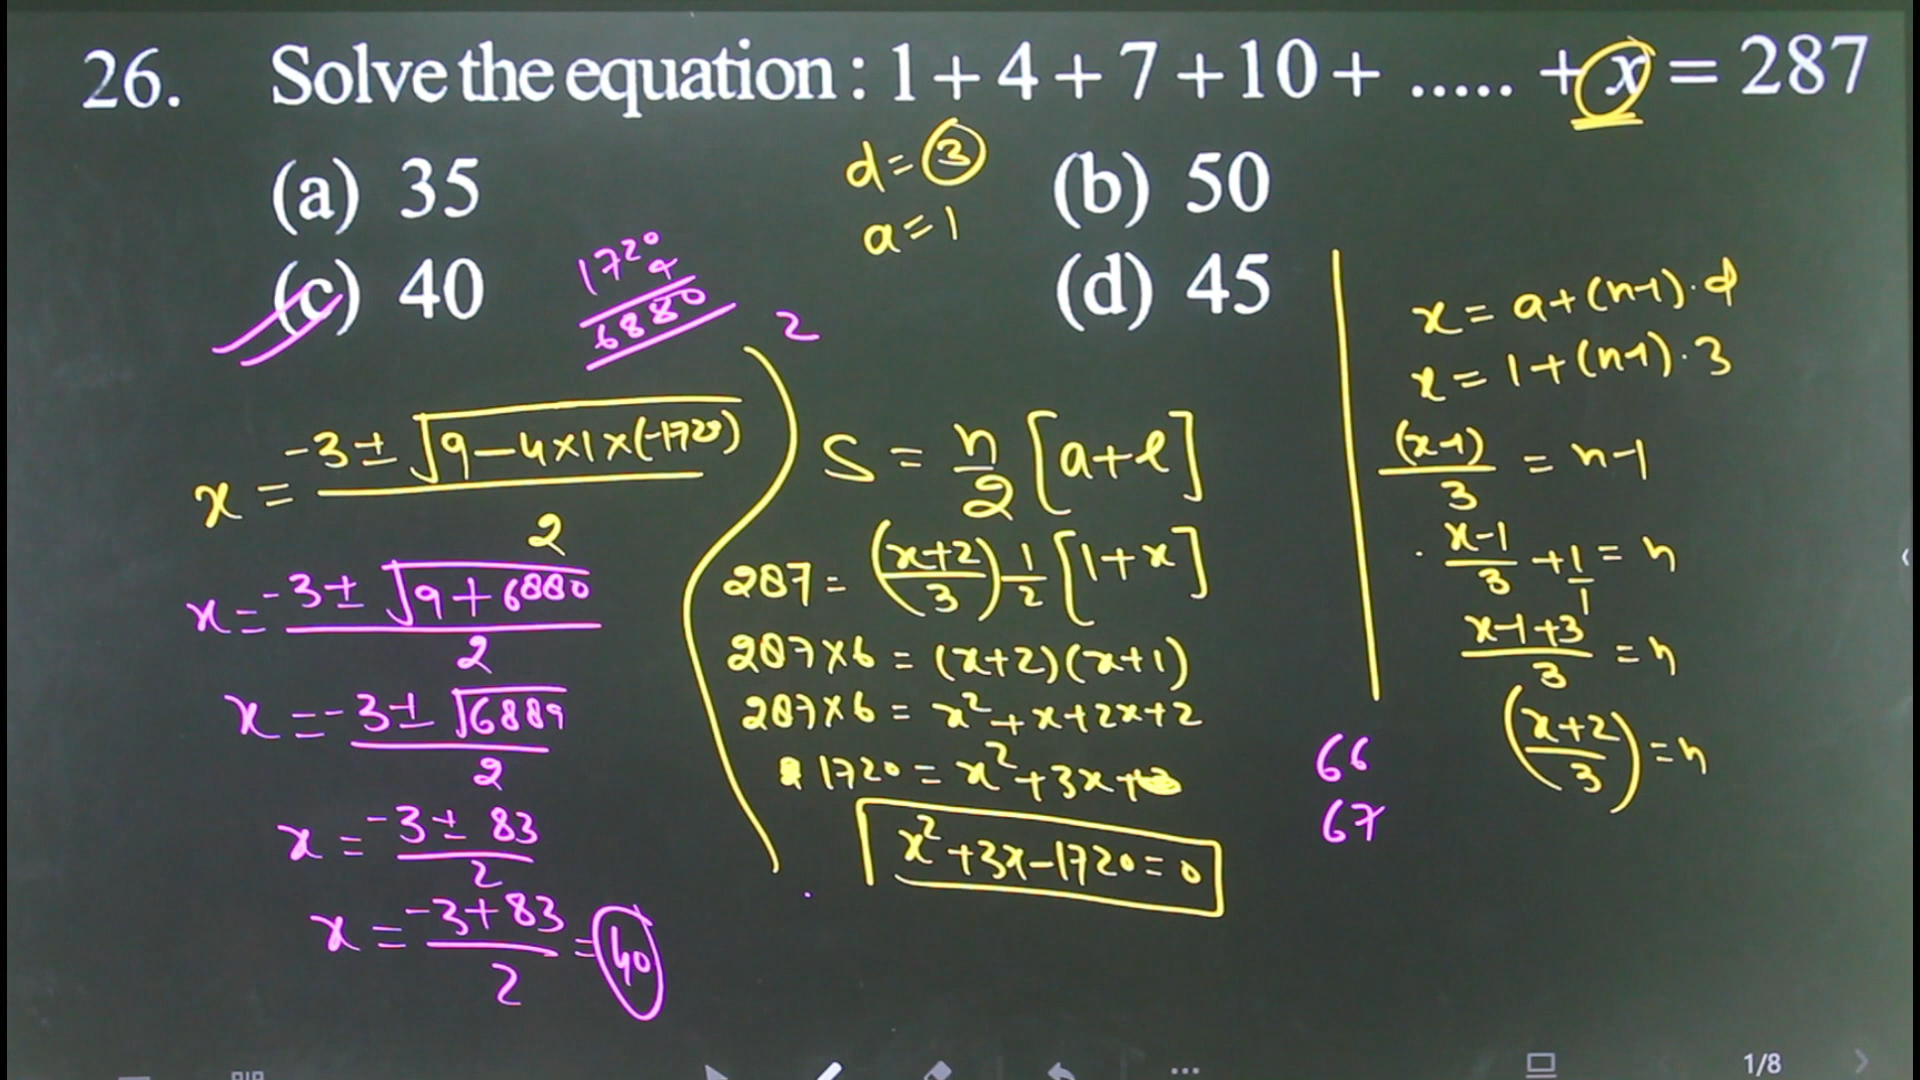 26. Solve the equation : 1 + 4 + 7 + 10 + ...... + x = 287
(a) 35
(b) 50
(c) 40
(d) 45
d = 3
a = 1
1720
4
6880
2
x = a + (n-1) . d
x = 1 + (n-1) . 3
(x-1)/3 = n-1
x-1/3 + 1/1 = n
x-1+3/3 = n
(x+2/3) = n
S = n/2 [a+l]
287 = (x+2/3) 1/2 [1+x]
287×6 = (x+2)(x+1)
287×6 = x² + x + 2x + 2
1720 = x² + 3x
x² + 3x - 1720 = 0
66
67
x = -3 ± √9-4×1×(-1720) / 2
x = -3 ± √9+6880 / 2
x = -3 ± √6889 / 2
x = -3 ± 83 / 2
x = -3+83 / 2 = 40
1/8